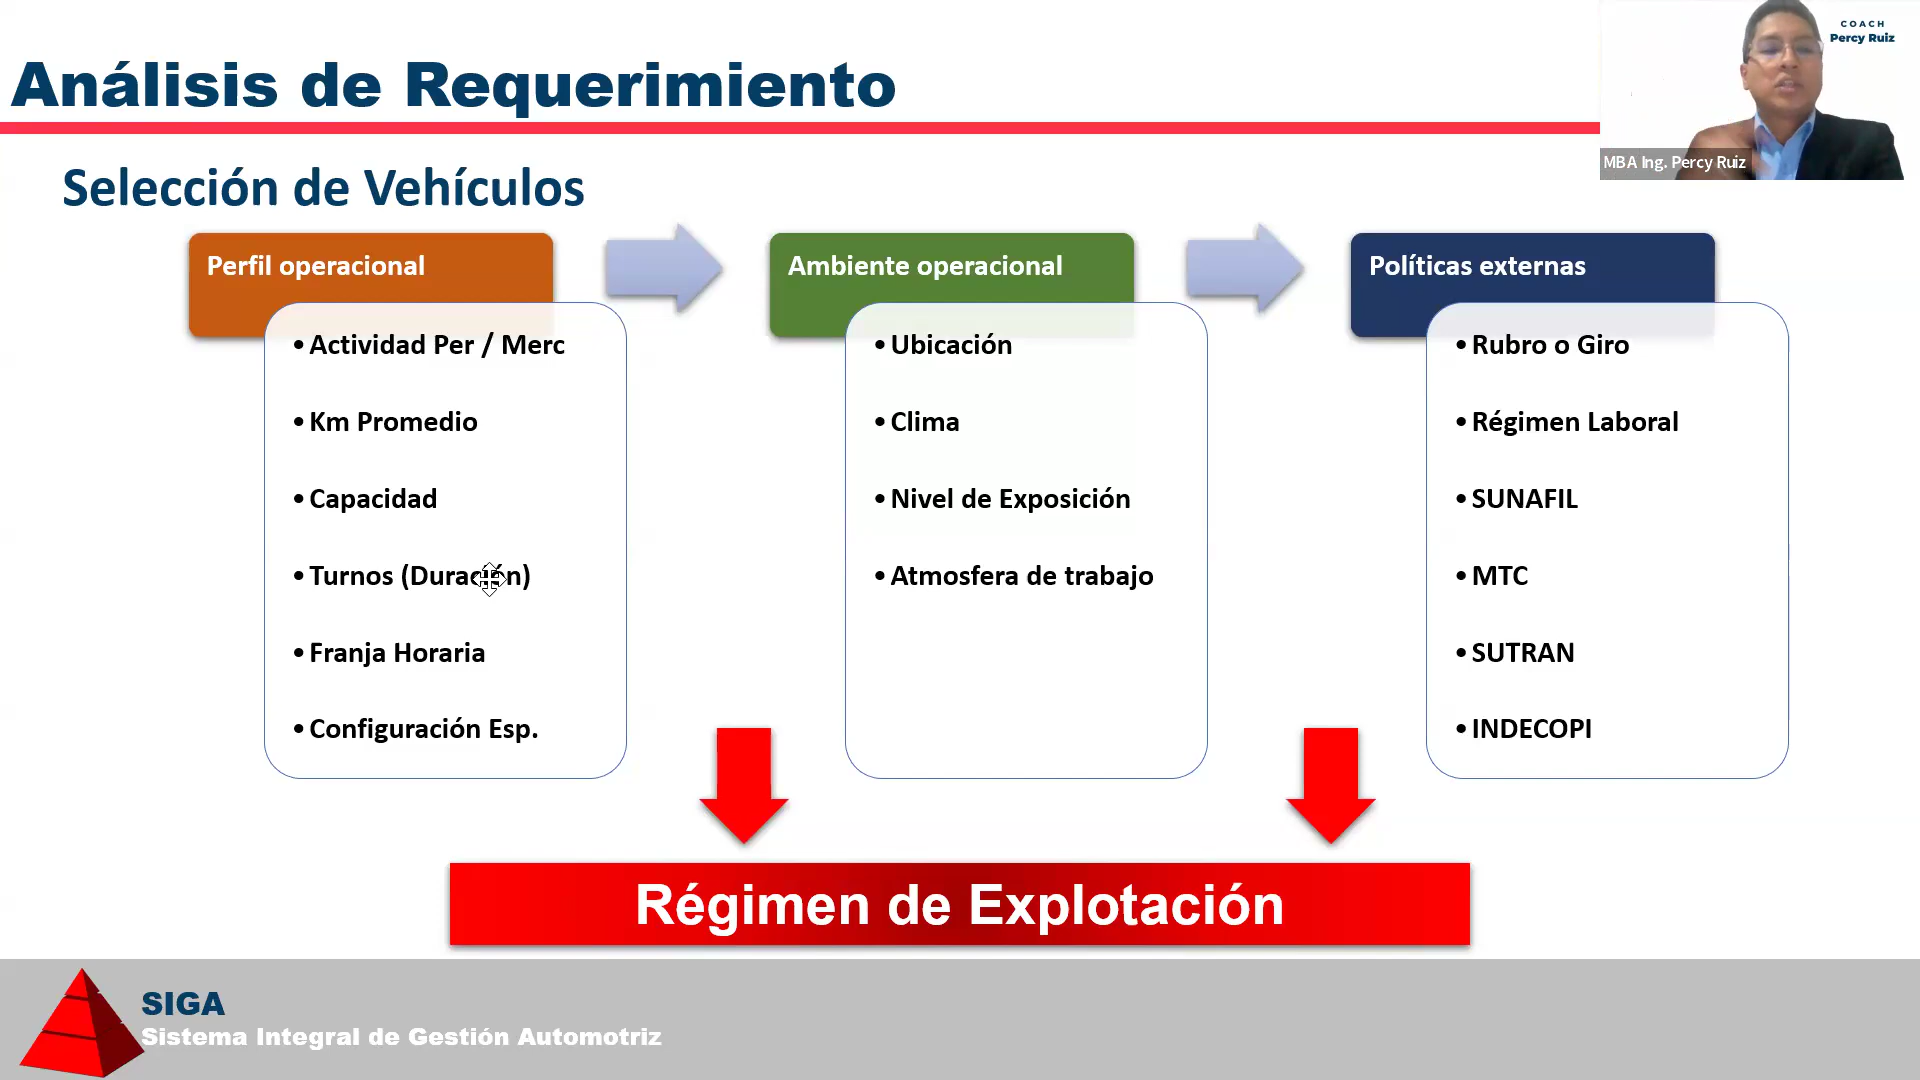 COACH
Percy Ruiz
Análisis de Requerimiento
MBA Ing. Percy Ruiz
Selección de Vehículos
Perfil operacional
• Actividad Per / Merc
• Km Promedio
• Capacidad
• Turnos (Duración)
• Franja Horaria
• Configuración Esp.
Ambiente operacional
• Ubicación
• Clima
• Nivel de Exposición
• Atmosfera de trabajo
Políticas externas
• Rubro o Giro
• Régimen Laboral
• SUNAFIL
• MTC
• SUTRAN
• INDECOPI
Régimen de Explotación
SIGA
Sistema Integral de Gestión Automotriz